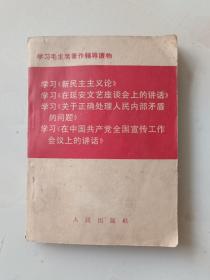 学习毛主席著作辅导读物
学习《新民主主义论》
学习《在延安文艺座谈会上的讲话》
学习《关于正确处理人民内部矛盾
的问题》
学习《在中国共产党全国宣传工作
会议上的讲话》
人民出版社